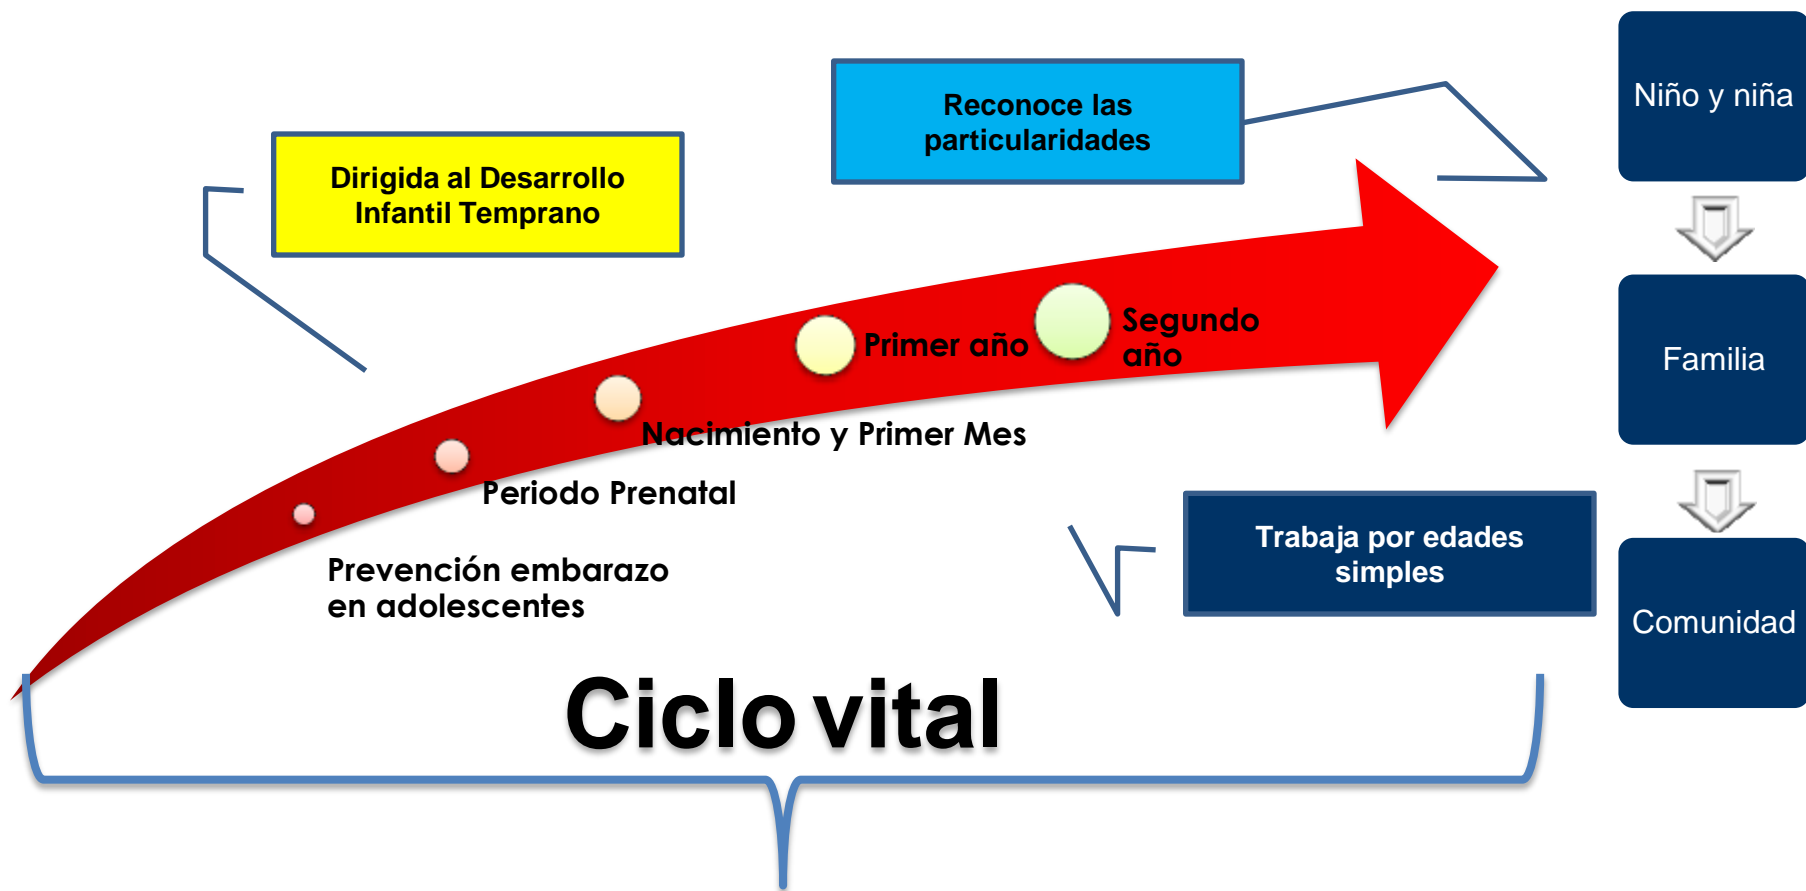 Reconoce las
particularidades
Niño y niña
Dirigida al Desarrollo
Infantil Temprano
Familia
Segundo
año
Primer año
Nacimiento y Primer Mes
Periodo Prenatal
Prevención embarazo
en adolescentes
Trabaja por edades
simples
Comunidad
Ciclo vital